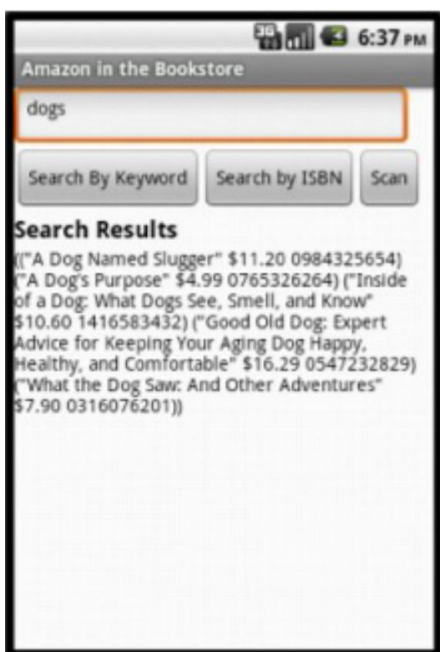 3G
6:37 PM
Amazon in the Bookstore
dogs
Search By Keyword Search by ISBN Scan
Search Results
(("A Dog Named Slugger" $11.20 0984325654)
("A Dog's Purpose" $4.99 0765326264) ("Inside
of a Dog: What Dogs See, Smell, and Know"
$10.60 1416583432) ("Good Old Dog: Expert
Advice for Keeping Your Aging Dog Happy,
Healthy, and Comfortable" $16.29 0547232829)
("What the Dog Saw: And Other Adventures"
$7.90 0316076201))